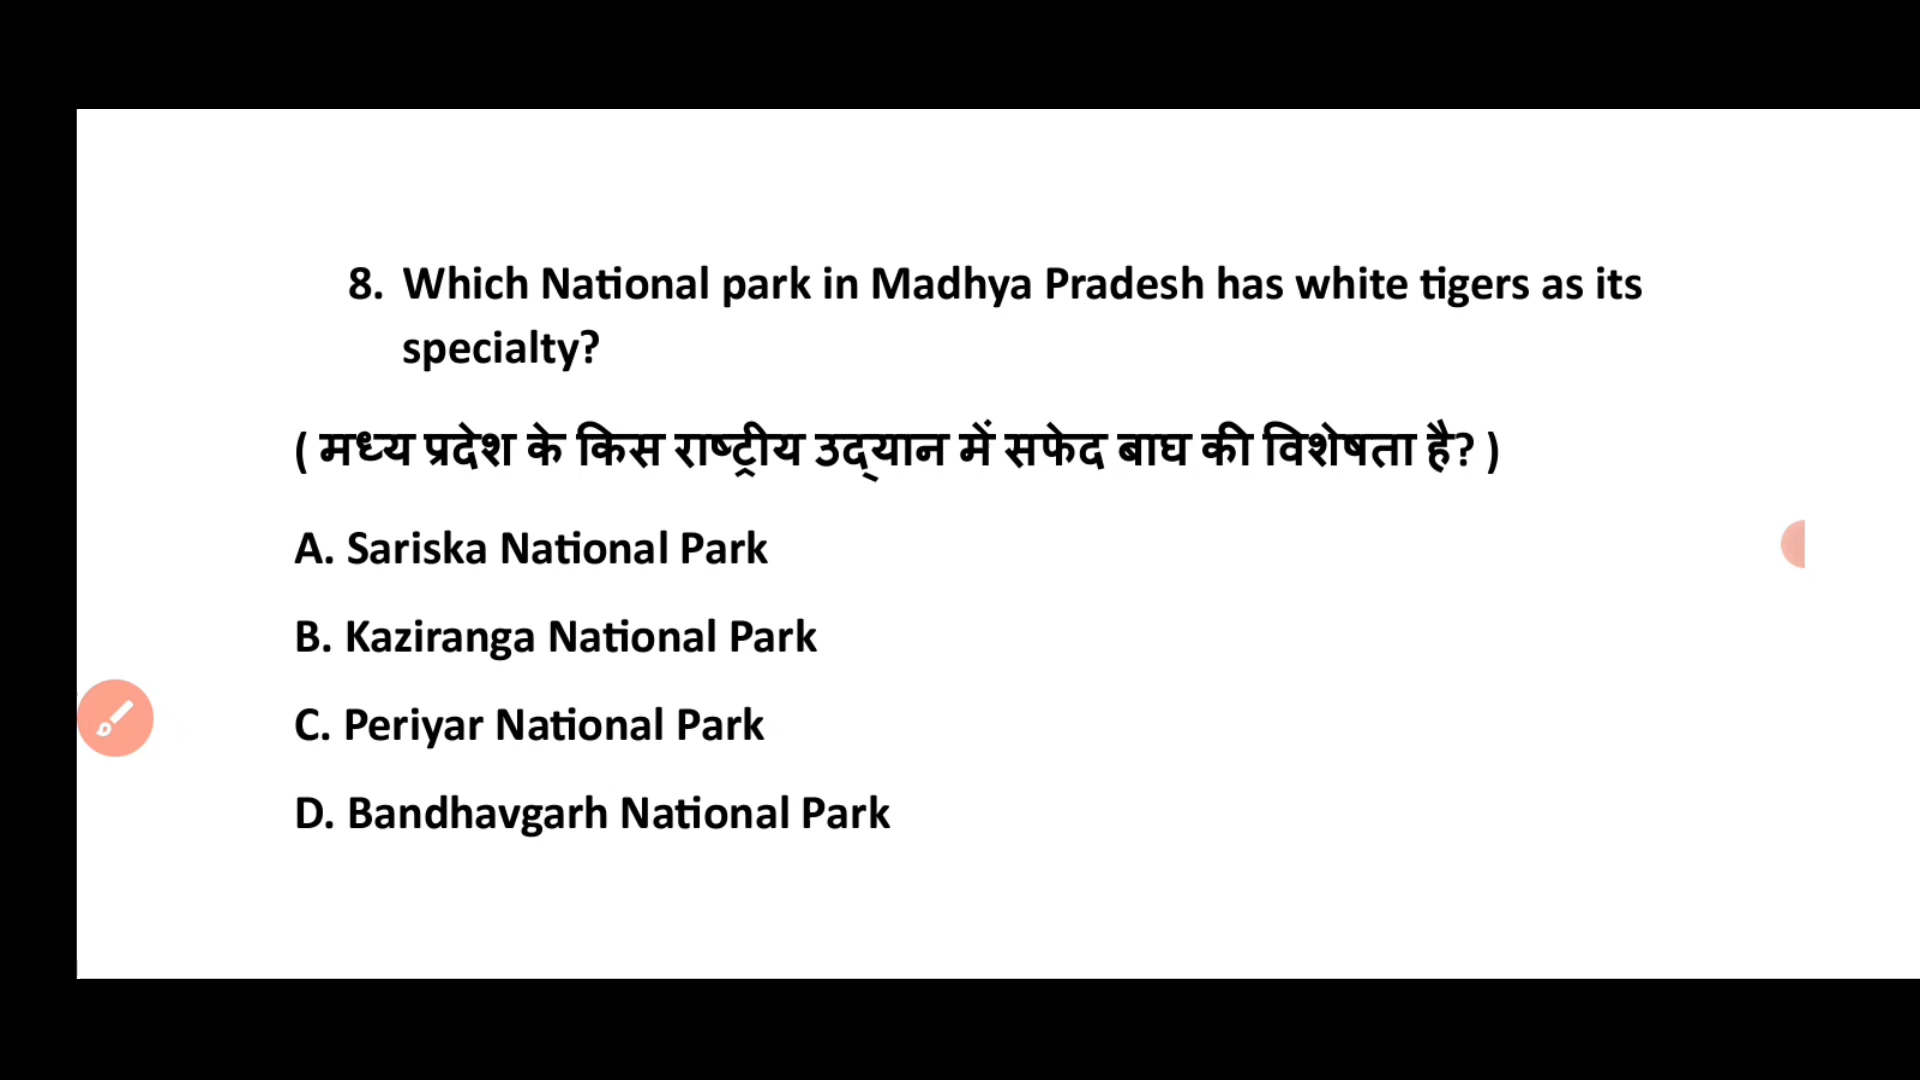 8. Which National park in Madhya Pradesh has white tigers as its
specialty?
( मध्य प्रदेश के किस राष्ट्रीय उद्यान में सफेद बाघ की विशेषता है? )
A. Sariska National Park
B. Kaziranga National Park
C. Periyar National Park
D. Bandhavgarh National Park